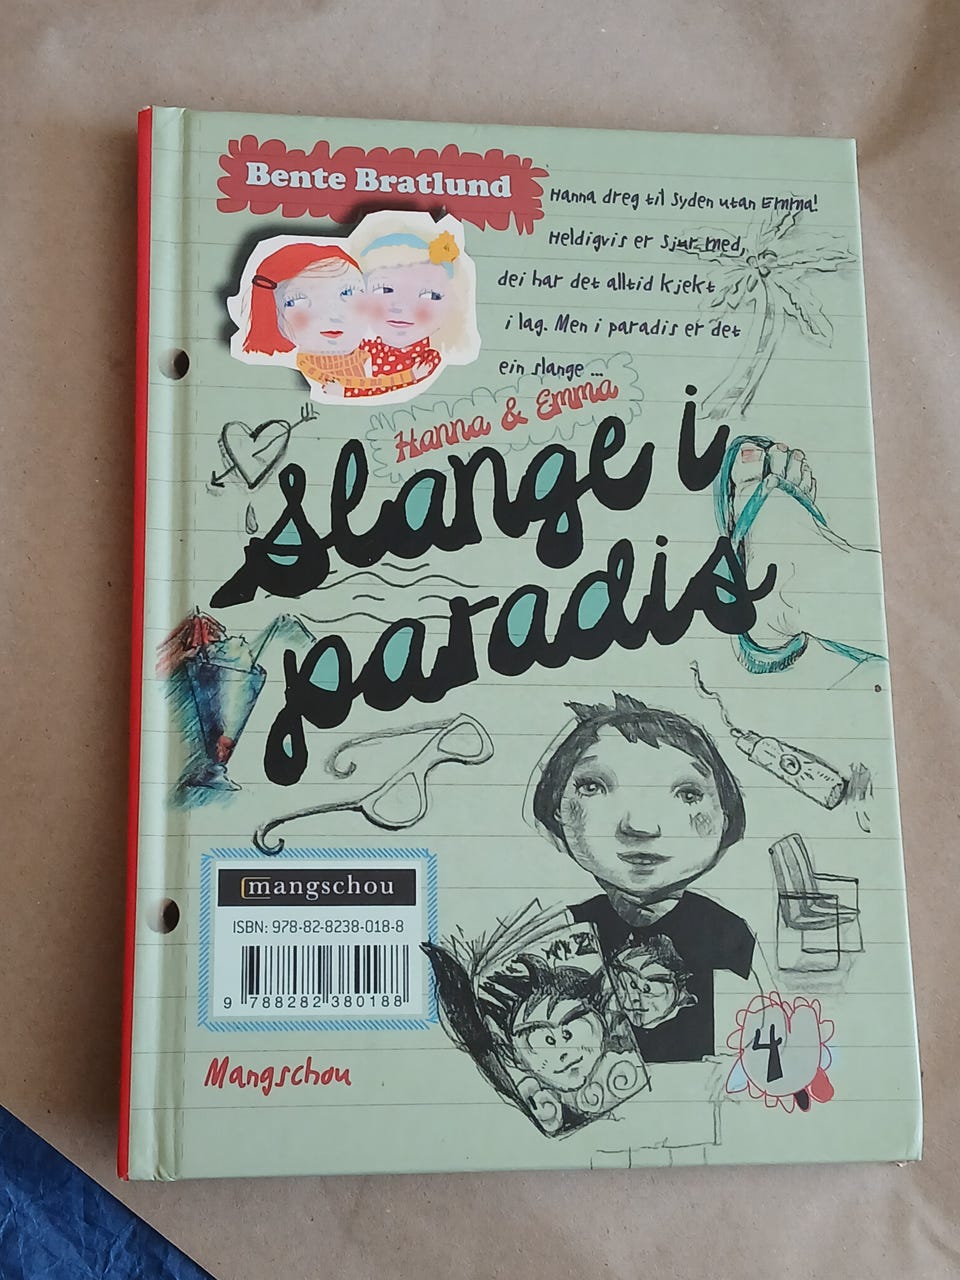 Bente Bratlund
Hanna dreg til Syden utan Emma!
Heldigvis er Sjur med,
dei har det alltid kjekt
i lag. Men i paradis er det
ein slange ...
Hanna & Emma
Slange i
paradis
mangschou
ISBN: 978-82-8238-018-8
9 788282 380188
Mangschou
4